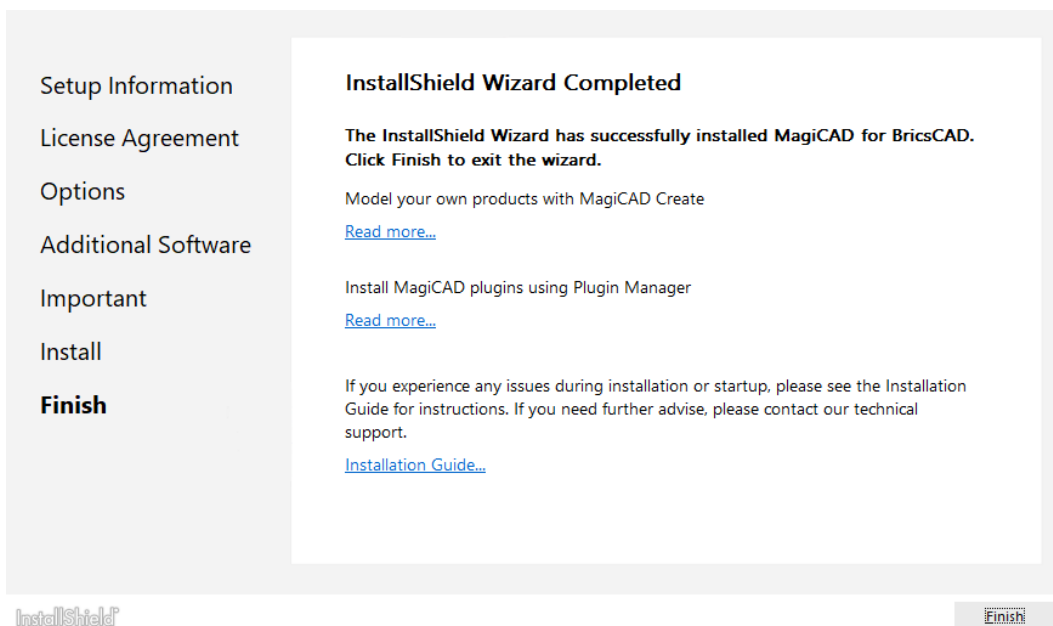 Setup Information
License Agreement
Options
Additional Software
Important
Install
Finish
InstallShield Wizard Completed
The InstallShield Wizard has successfully installed MagiCAD for BricsCAD.
Click Finish to exit the wizard.
Model your own products with MagiCAD Create
Read more...
Install MagiCAD plugins using Plugin Manager
Read more...
If you experience any issues during installation or startup, please see the Installation
Guide for instructions. If you need further advise, please contact our technical
support.
Installation Guide...
InstallShield
Finish